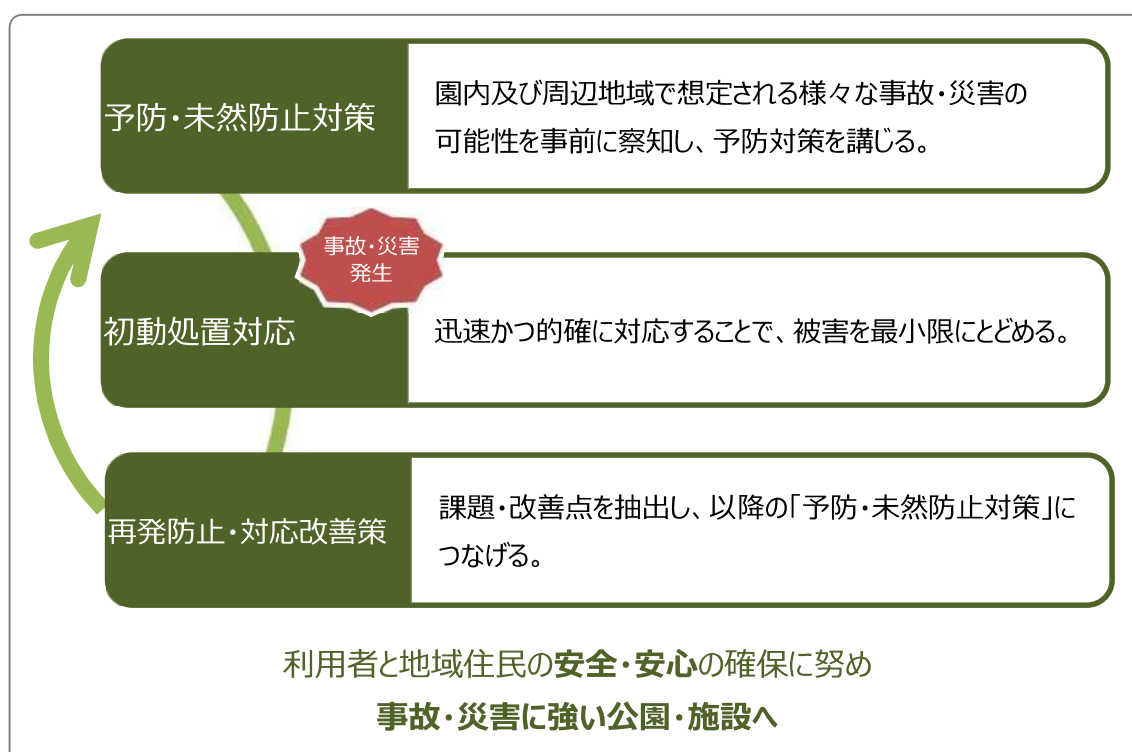 予防・未然防止対策
園内及び周辺地域で想定される様々な事故・災害の
可能性を事前に察知し、予防対策を講じる。
事故・災害
発生
初動処置対応
迅速かつ的確に対応することで、被害を最小限にとどめる。
再発防止・対応改善策
課題・改善点を抽出し、以降の「予防・未然防止対策」に
つなげる。
利用者と地域住民の安全・安心の確保に努め
事故・災害に強い公園・施設へ